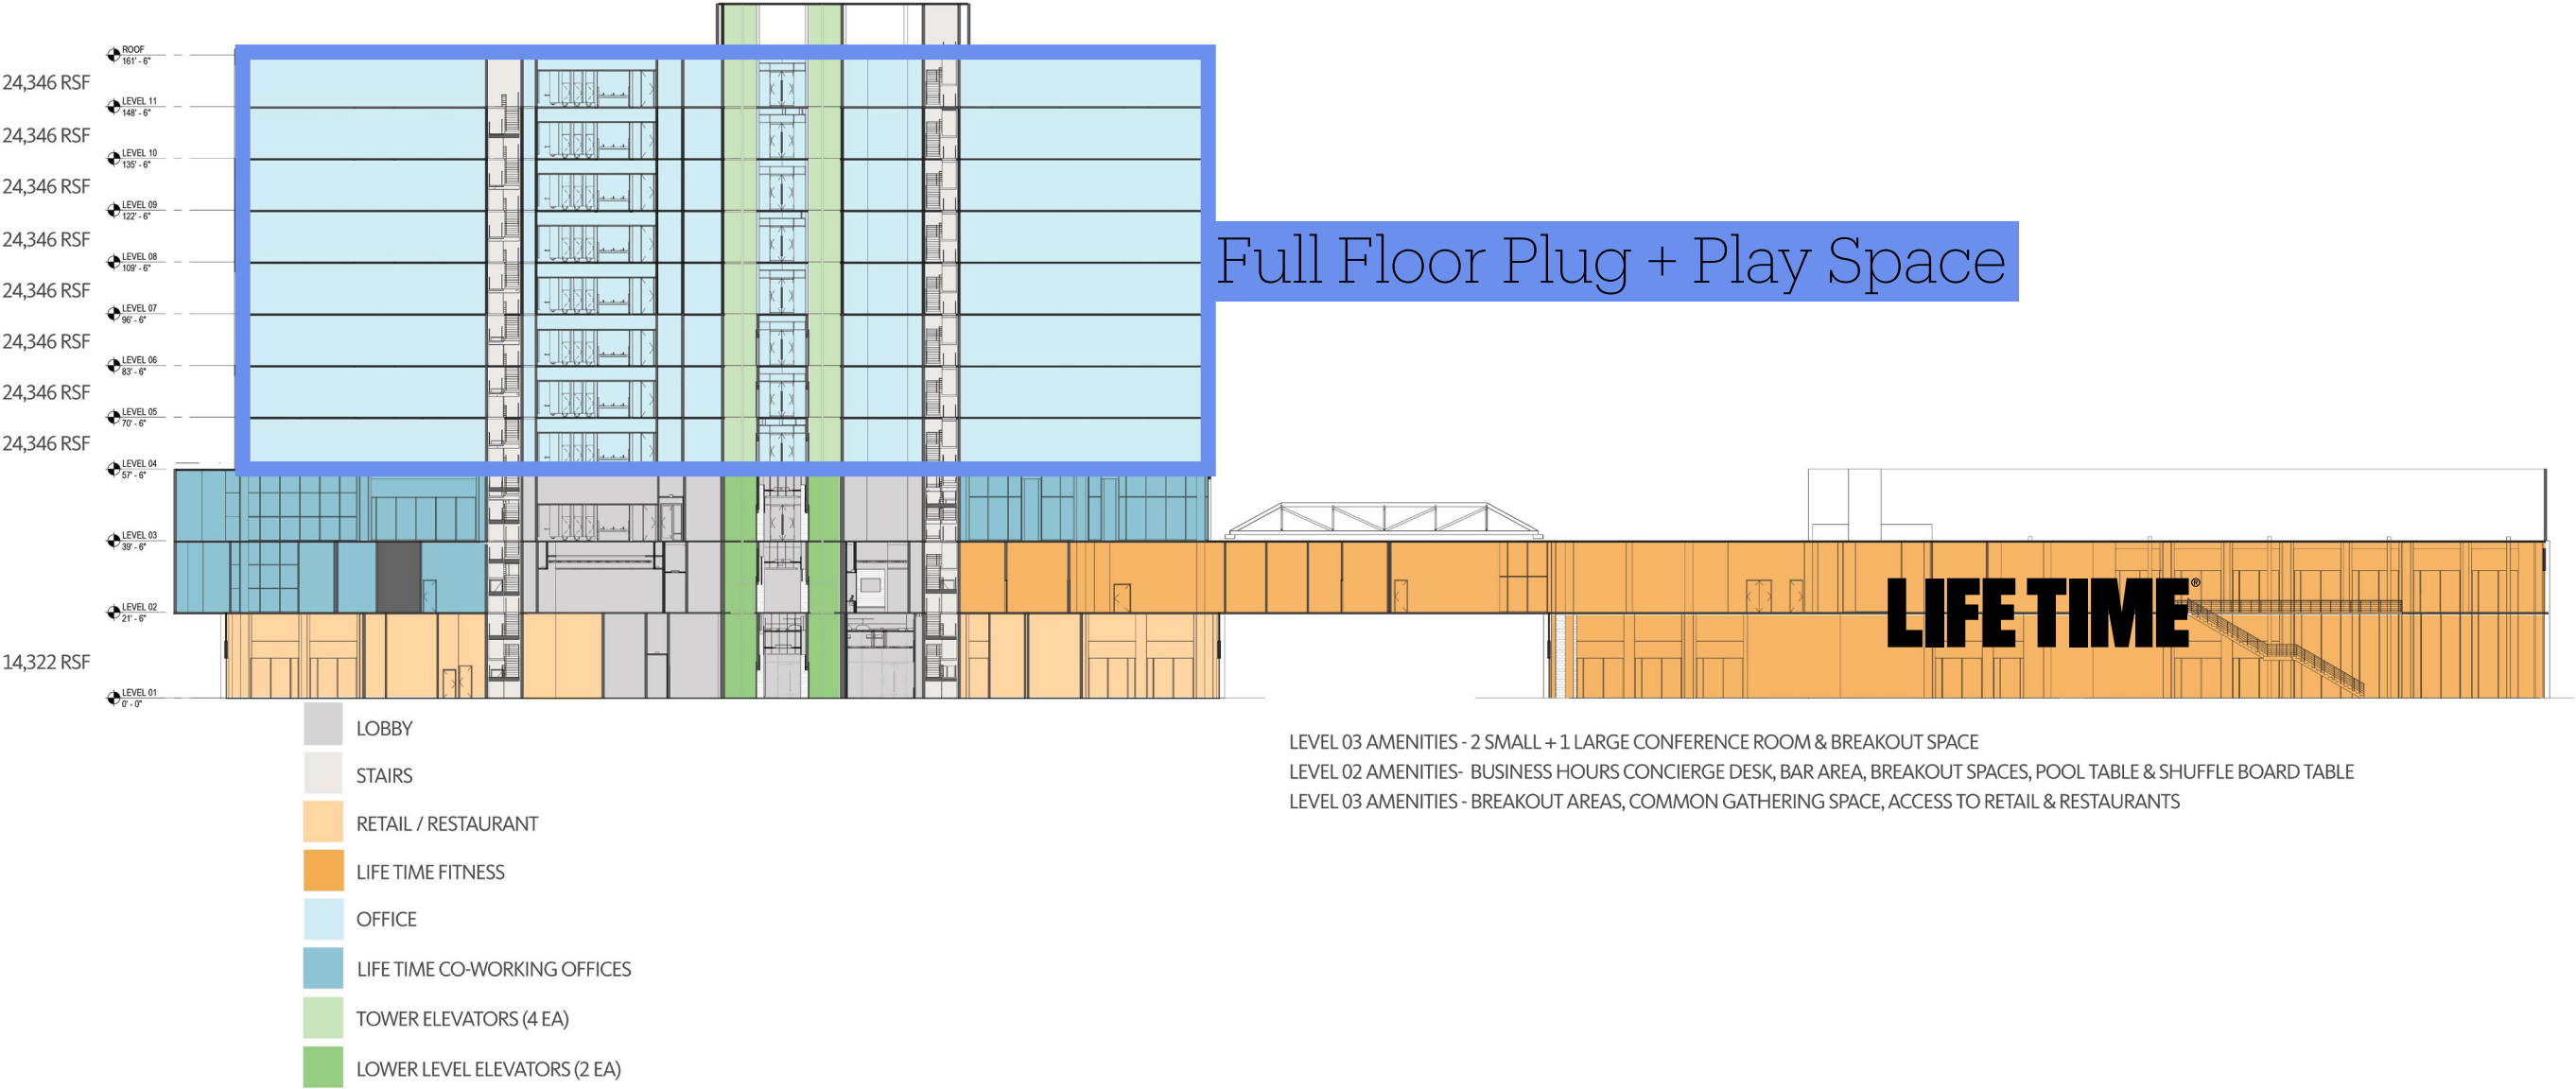 ROOF
161' - 6"
24,346 RSF
LEVEL 11
148' - 6"
24,346 RSF
LEVEL 10
135' - 6"
24,346 RSF
LEVEL 09
122' - 6"
24,346 RSF
LEVEL 08
109' - 6"
24,346 RSF
LEVEL 07
96' - 6"
24,346 RSF
LEVEL 06
83' - 6"
24,346 RSF
LEVEL 05
70' - 6"
24,346 RSF
LEVEL 04
57' - 6"
LEVEL 03
39' - 6"
LEVEL 02
21' - 6"
14,322 RSF
LEVEL 01
0' - 0"
Full Floor Plug + Play Space
LIFE TIME®
LOBBY
STAIRS
RETAIL / RESTAURANT
LIFE TIME FITNESS
OFFICE
LIFE TIME CO-WORKING OFFICES
TOWER ELEVATORS (4 EA)
LOWER LEVEL ELEVATORS (2 EA)
LEVEL 03 AMENITIES - 2 SMALL + 1 LARGE CONFERENCE ROOM & BREAKOUT SPACE
LEVEL 02 AMENITIES- BUSINESS HOURS CONCIERGE DESK, BAR AREA, BREAKOUT SPACES, POOL TABLE & SHUFFLE BOARD TABLE
LEVEL 03 AMENITIES - BREAKOUT AREAS, COMMON GATHERING SPACE, ACCESS TO RETAIL & RESTAURANTS